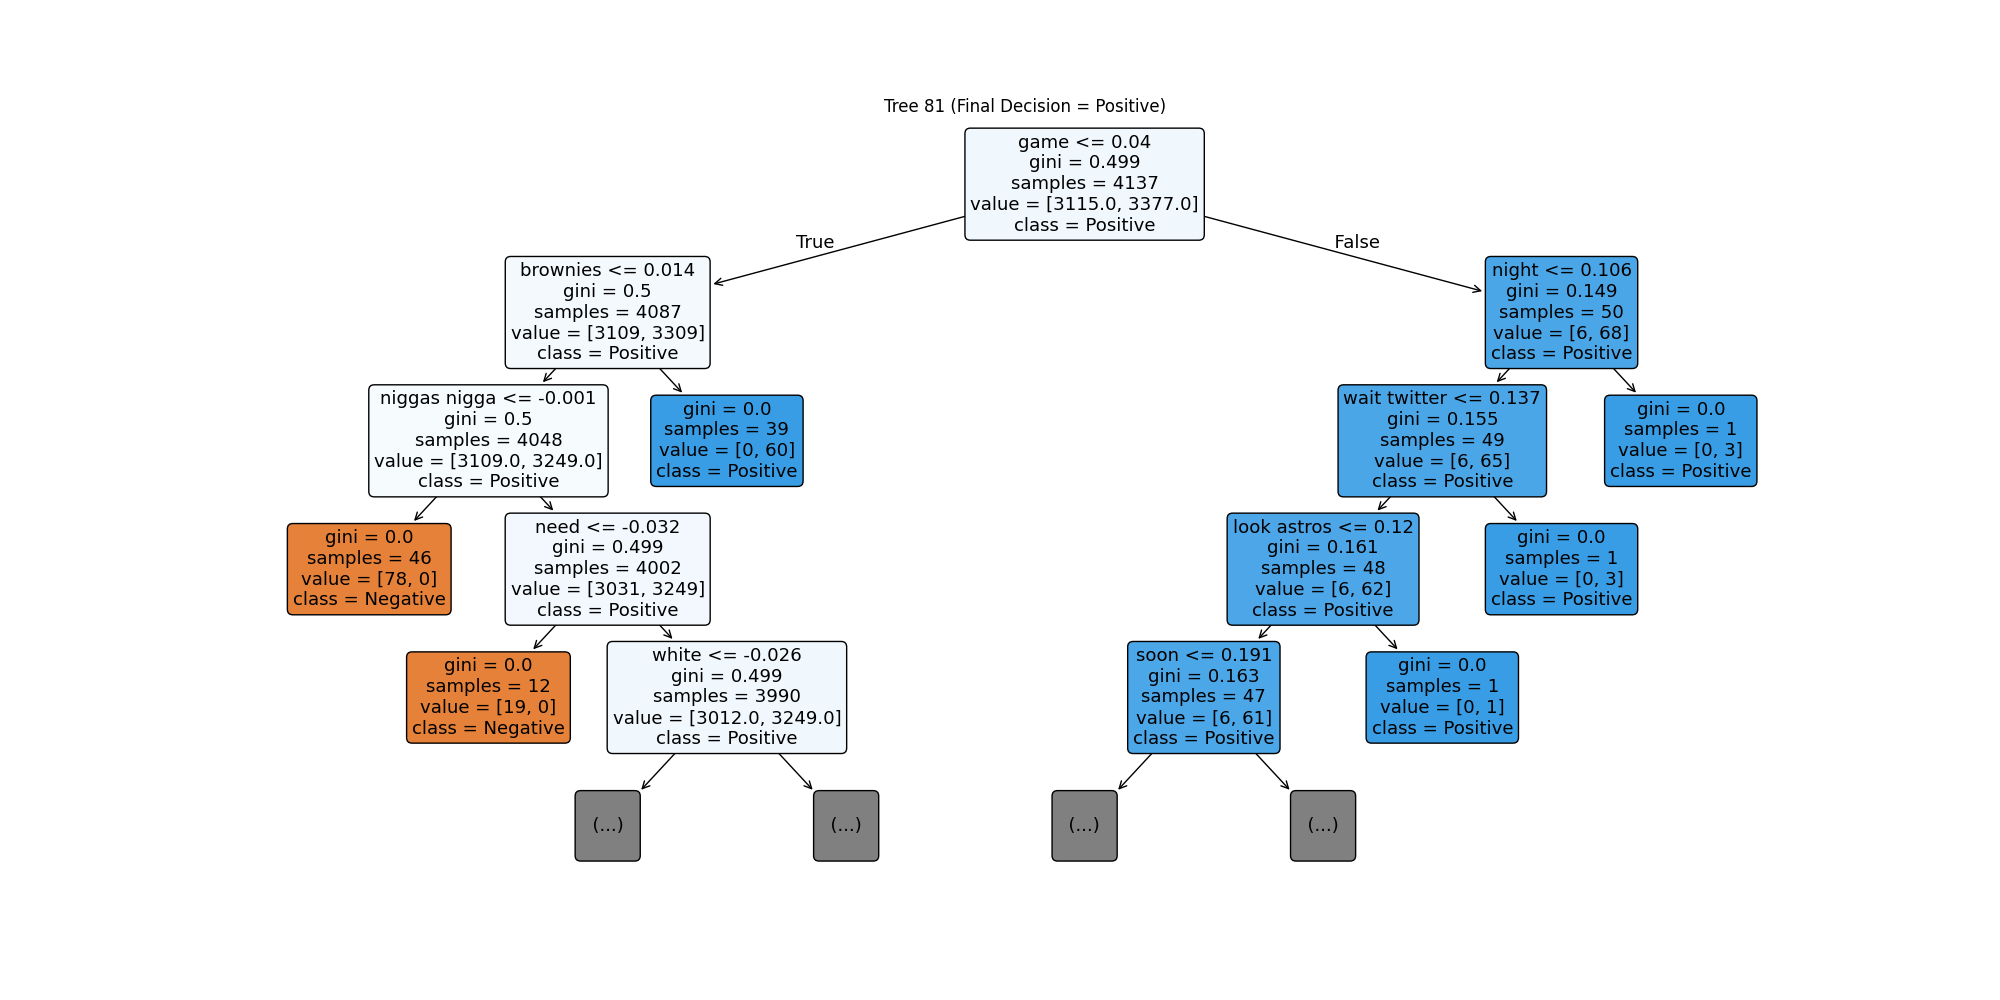 Tree 81 (Final Decision = Positive)
game <= 0.04
gini = 0.499
samples = 4137
value = [3115.0, 3377.0]
class = Positive
True
False
brownies <= 0.014
gini = 0.5
samples = 4087
value = [3109, 3309]
class = Positive
night <= 0.106
gini = 0.149
samples = 50
value = [6, 68]
class = Positive
niggas nigga <= -0.001
gini = 0.5
samples = 4048
value = [3109.0, 3249.0]
class = Positive
gini = 0.0
samples = 39
value = [0, 60]
class = Positive
wait twitter <= 0.137
gini = 0.155
samples = 49
value = [6, 65]
class = Positive
gini = 0.0
samples = 1
value = [0, 3]
class = Positive
gini = 0.0
samples = 46
value = [78, 0]
class = Negative
need <= -0.032
gini = 0.499
samples = 4002
value = [3031, 3249]
class = Positive
look astros <= 0.12
gini = 0.161
samples = 48
value = [6, 62]
class = Positive
gini = 0.0
samples = 1
value = [0, 3]
class = Positive
gini = 0.0
samples = 12
value = [19, 0]
class = Negative
white <= -0.026
gini = 0.499
samples = 3990
value = [3012.0, 3249.0]
class = Positive
soon <= 0.191
gini = 0.163
samples = 47
value = [6, 61]
class = Positive
gini = 0.0
samples = 1
value = [0, 1]
class = Positive
(...)
(...)
(...)
(...)